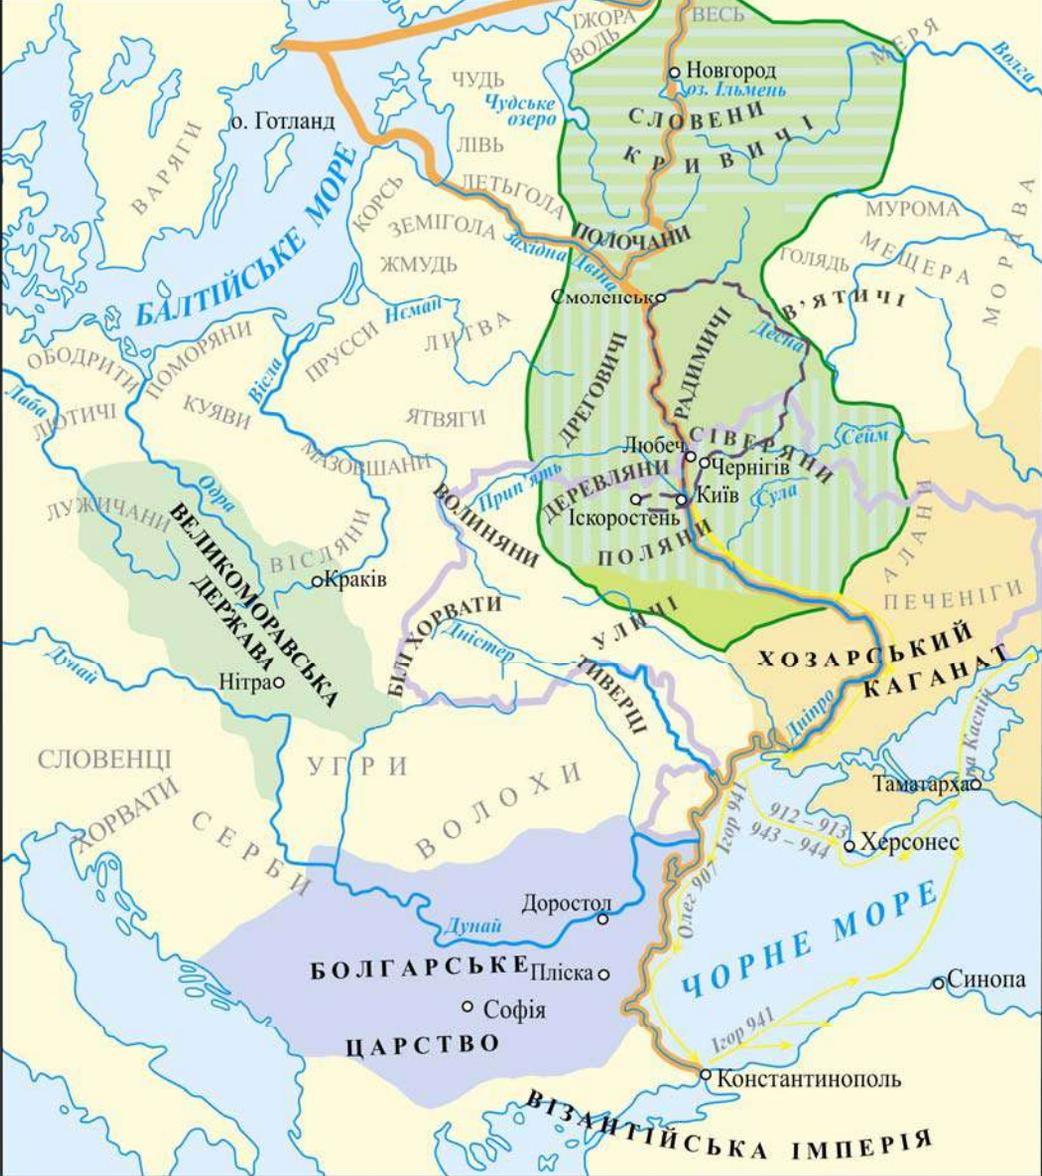 ІЖОРА
ВЕСЬ
ВОДЬ
МЕРЯ
Волга
ЧУДЬ
Новгород
оз. Ільмень
Чудське
озеро
СЛОВЕНИ
о. Готланд
ВАРЯГИ
ЛІВЬ
КРИВИЧІ
КОРСЬ
ЛЕТЬГОЛА
ЗЕМІГОЛА
МУРОМА
МОРДВА
БАЛТІЙСЬКЕ МОРЕ
Західна Двіна
ПОЛОЧАНИ
МЕЩЕРА
ЖМУДЬ
ГОЛЯДЬ
Смоленськ
В'ЯТИЧІ
Нєман
ЛИТВА
ПРУССИ
Десна
ОБОДРИТИ
ПОМОРЯНИ
РАДИМИЧІ
ДРЕГОВИЧІ
Лаба
ЛЮТИЧІ
Вісла
КУЯВИ
ЯТВЯГИ
Любеч
СІВЕРЯНИ
Сейм
МАЗОВШАНИ
Чернігів
Прип'ять
ДЕРЕВЛЯНИ
Київ
Сула
Одра
ЛУЖИЧАНИ
ВОЛИНЯНИ
Іскоростень
ПОЛЯНИ
АЛАНИ
ВЕЛИКОМОРАВСЬКА
ДЕРЖАВА
ВІСЛЯНИ
Краків
ПЕЧЕНІГИ
БІЛІ ХОРВАТИ
УЛИЧІ
Дністер
ТИВЕРЦІ
ХОЗАРСЬКИЙ
КАГАНАТ
Дунай
Нітра
Дніпро
СЛОВЕНЦІ
УГРИ
ВОЛОХИ
на Каспій
Таматарха
ХОРВАТИ
СЕРБИ
Ігор 941
912 – 913
943 – 944
Херсонес
Олег 907
Доростол
Дунай
ЧОРНЕ МОРЕ
БОЛГАРСЬКЕ
Пліска
Синопа
Софія
ЦАРСТВО
Ігор 941
Константинополь
ВІЗАНТІЙСЬКА ІМПЕРІЯ